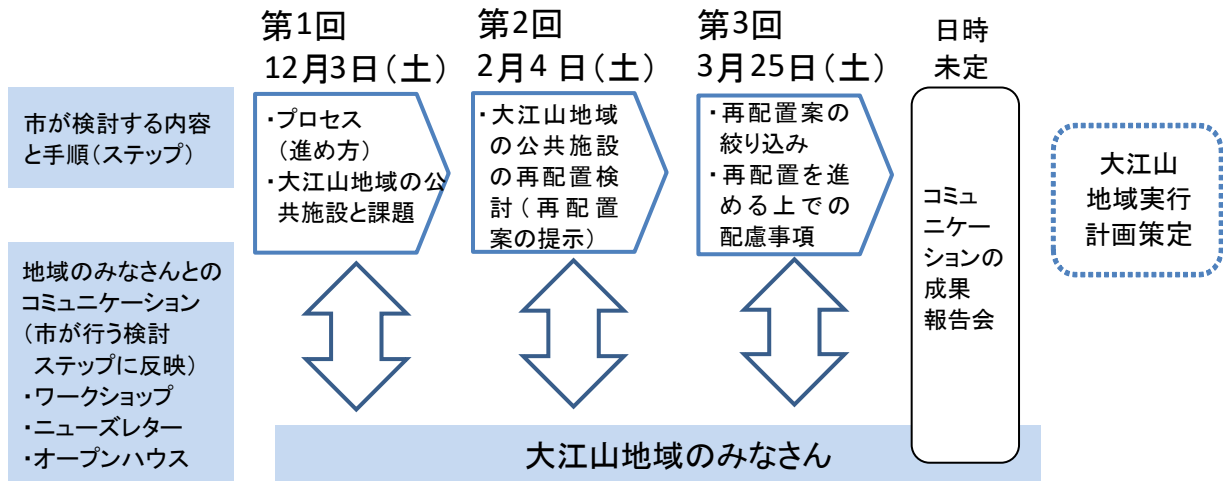 第1回
12月3日(土)
第2回
2月4日(土)
第3回
3月25日(土)
日時
未定
市が検討する内容
と手順(ステップ)
・プロセス
(進め方)
・大江山地域の公
共施設と課題
・大江山地域
の公共施設
の再配置検
討(再配置
案の提示)
・再配置案の
絞り込み
・再配置を進
める上での
配慮事項
コミュ
ニケー
ションの
成果
報告会
大江山
地域実行
計画策定
地域のみなさんとの
コミュニケーション
(市が行う検討
ステップに反映)
・ワークショップ
・ニューズレター
・オープンハウス
大江山地域のみなさん